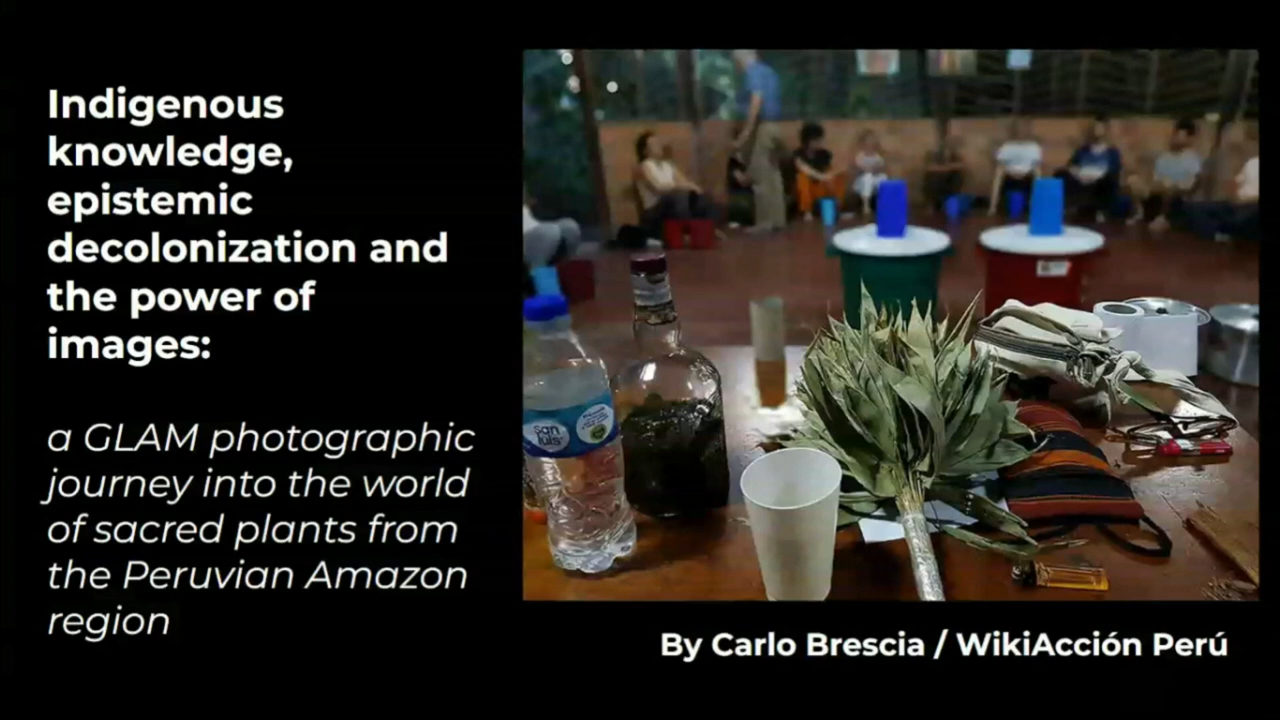 Indigenous
knowledge,
epistemic
decolonization and
the power of
images:
a GLAM photographic
journey into the world
of sacred plants from
the Peruvian Amazon
region
san
luis
By Carlo Brescia / WikiAcción Perú